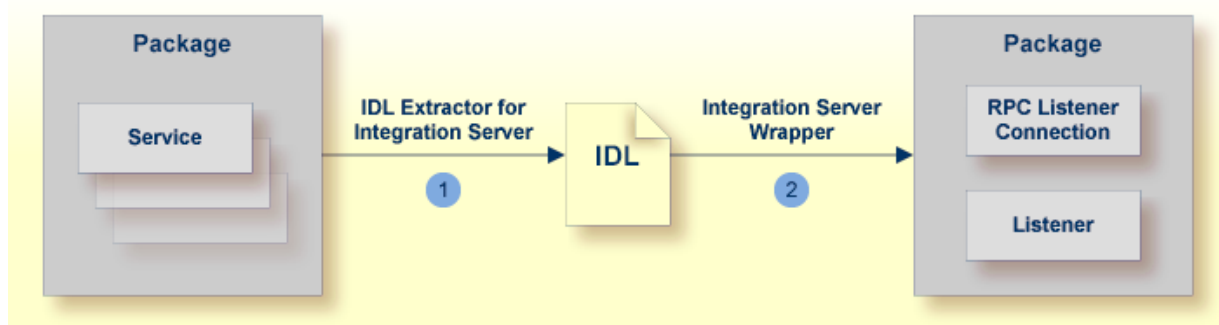 Package
Service
IDL Extractor for
Integration Server
1
IDL
Integration Server
Wrapper
2
Package
RPC Listener
Connection
Listener